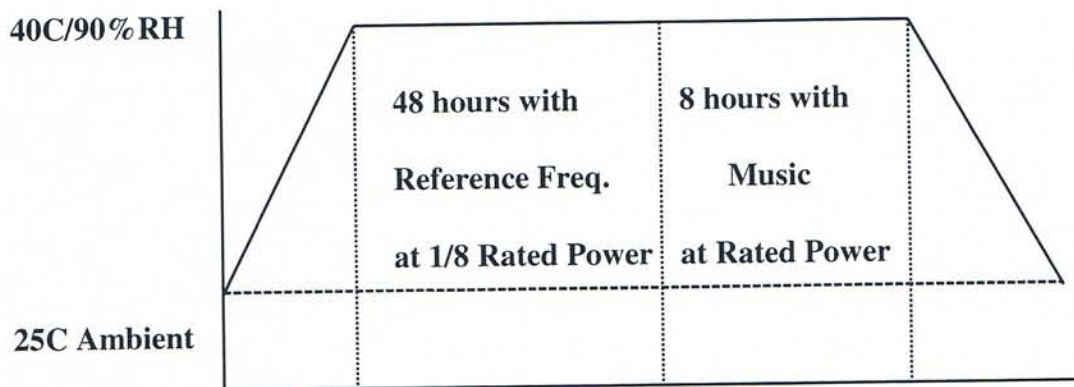 40C/90%RH
48 hours with
Reference Freq.
at 1/8 Rated Power
8 hours with
Music
at Rated Power
25C Ambient